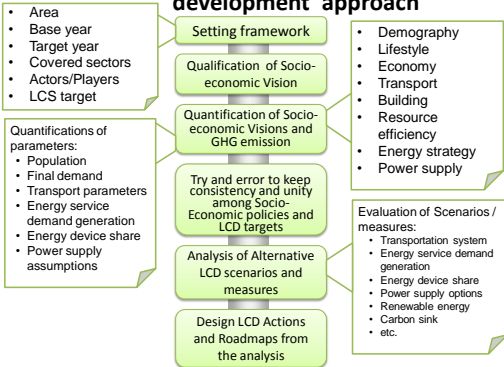 development approach
• Area
• Base year
• Target year
• Covered sectors
• Actors/Players
• LCS target
Setting framework
Qualification of Socio-
economic Vision
Quantification of Socio-
economic Visions and
GHG emission
Try and error to keep
consistency and unity
among Socio-
Economic policies and
LCD targets
Analysis of Alternative
LCD scenarios and
measures
Design LCD Actions
and Roadmaps from
the analysis
• Demography
• Lifestyle
• Economy
• Transport
• Building
• Resource
efficiency
• Energy strategy
• Power supply
Quantifications of
parameters:
• Population
• Final demand
• Transport parameters
• Energy service
demand generation
• Energy device share
• Power supply
assumptions
Evaluation of Scenarios /
measures:
• Transportation system
• Energy service demand
generation
• Energy device share
• Power supply options
• Renewable energy
• Carbon sink
• etc.